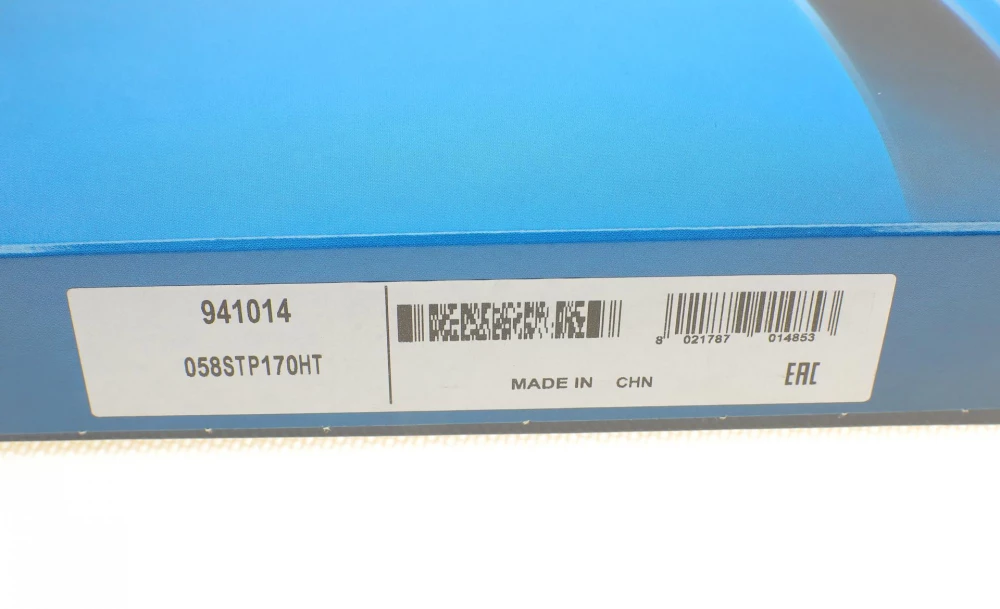 941014
058STP170HT
8 021787 014853
MADE IN CHN
EAC